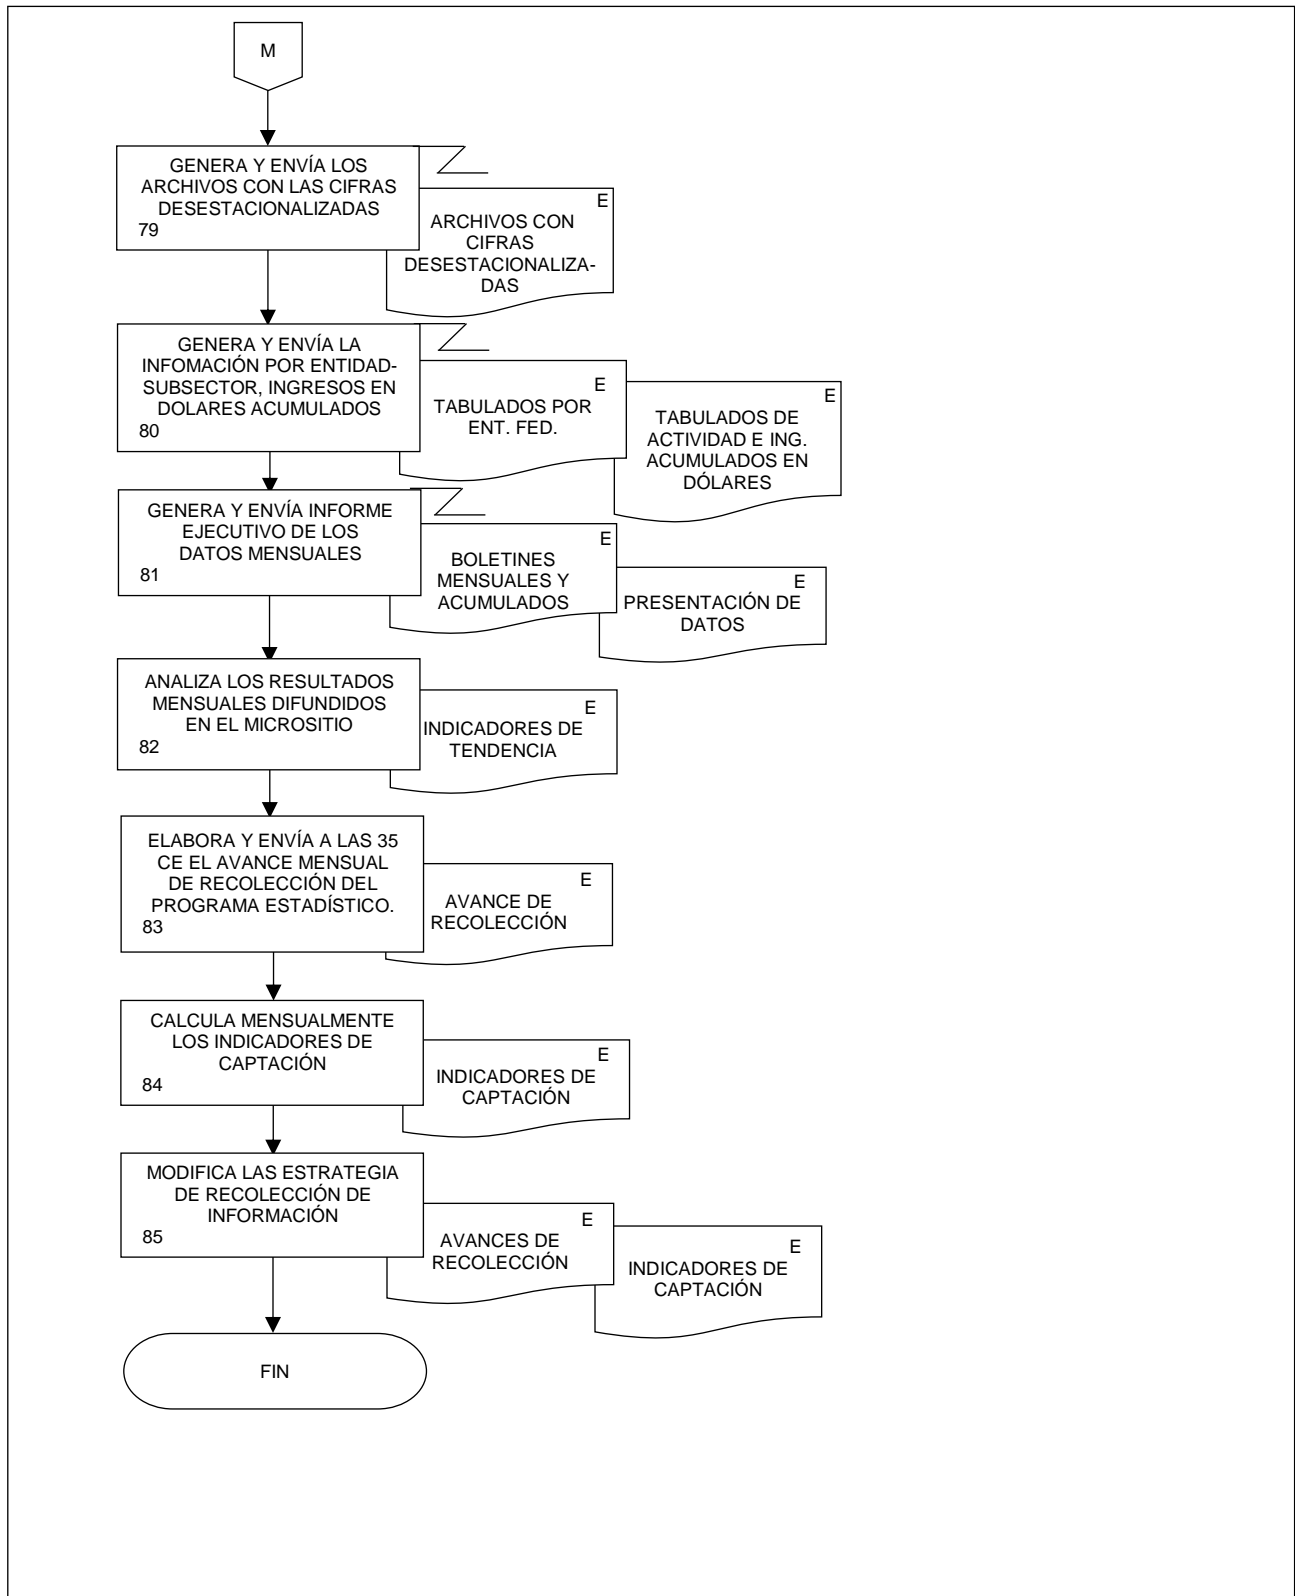 M
GENERA Y ENVÍA LOS
ARCHIVOS CON LAS CIFRAS
DESESTACIONALIZADAS
79
E
ARCHIVOS CON
CIFRAS
DESESTACIONALIZA-
DAS
GENERA Y ENVÍA LA
INFOMACIÓN POR ENTIDAD-
SUBSECTOR, INGRESOS EN
DOLARES ACUMULADOS
80
E
TABULADOS POR
ENT. FED.
E
TABULADOS DE
ACTIVIDAD E ING.
ACUMULADOS EN
DÓLARES
GENERA Y ENVÍA INFORME
EJECUTIVO DE LOS
DATOS MENSUALES
81
E
BOLETINES
MENSUALES Y
ACUMULADOS
E
PRESENTACIÓN DE
DATOS
ANALIZA LOS RESULTADOS
MENSUALES DIFUNDIDOS
EN EL MICROSITIO
82
E
INDICADORES DE
TENDENCIA
ELABORA Y ENVÍA A LAS 35
CE EL AVANCE MENSUAL
DE RECOLECCIÓN DEL
PROGRAMA ESTADÍSTICO.
83
E
AVANCE DE
RECOLECCIÓN
CALCULA MENSUALMENTE
LOS INDICADORES DE
CAPTACIÓN
84
E
INDICADORES DE
CAPTACIÓN
MODIFICA LAS ESTRATEGIA
DE RECOLECCIÓN DE
INFORMACIÓN
85
E
AVANCES DE
RECOLECCIÓN
E
INDICADORES DE
CAPTACIÓN
FIN